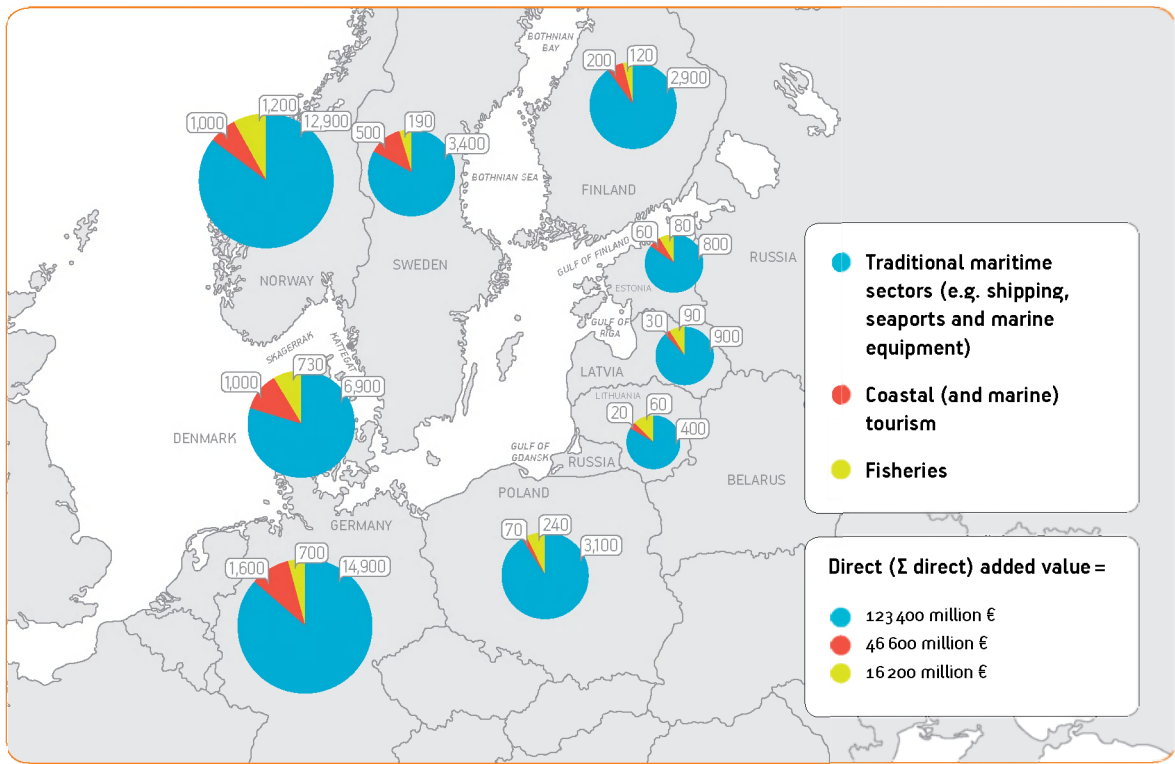 BOTHNIAN
BAY
200
120
2,900
1,000
1,200
12,900
500
190
3,400
BOTHNIAN SEA
FINLAND
60
80
800
GULF OF FINLAND
RUSSIA
NORWAY
SWEDEN
ESTONIA
30
90
900
GULF OF
RIGA
SKAGERRAK
KATTEGAT
LATVIA
1,000
730
6,900
LITHUANIA
20
60
400
DENMARK
GULF OF
GDANSK
RUSSIA
BELARUS
POLAND
GERMANY
70
240
3,100
1,600
700
14,900
Traditional maritime
sectors (e.g. shipping,
seaports and marine
equipment)
Coastal (and marine)
tourism
Fisheries
Direct (Σ direct) added value =
123 400 million €
46 600 million €
16 200 million €